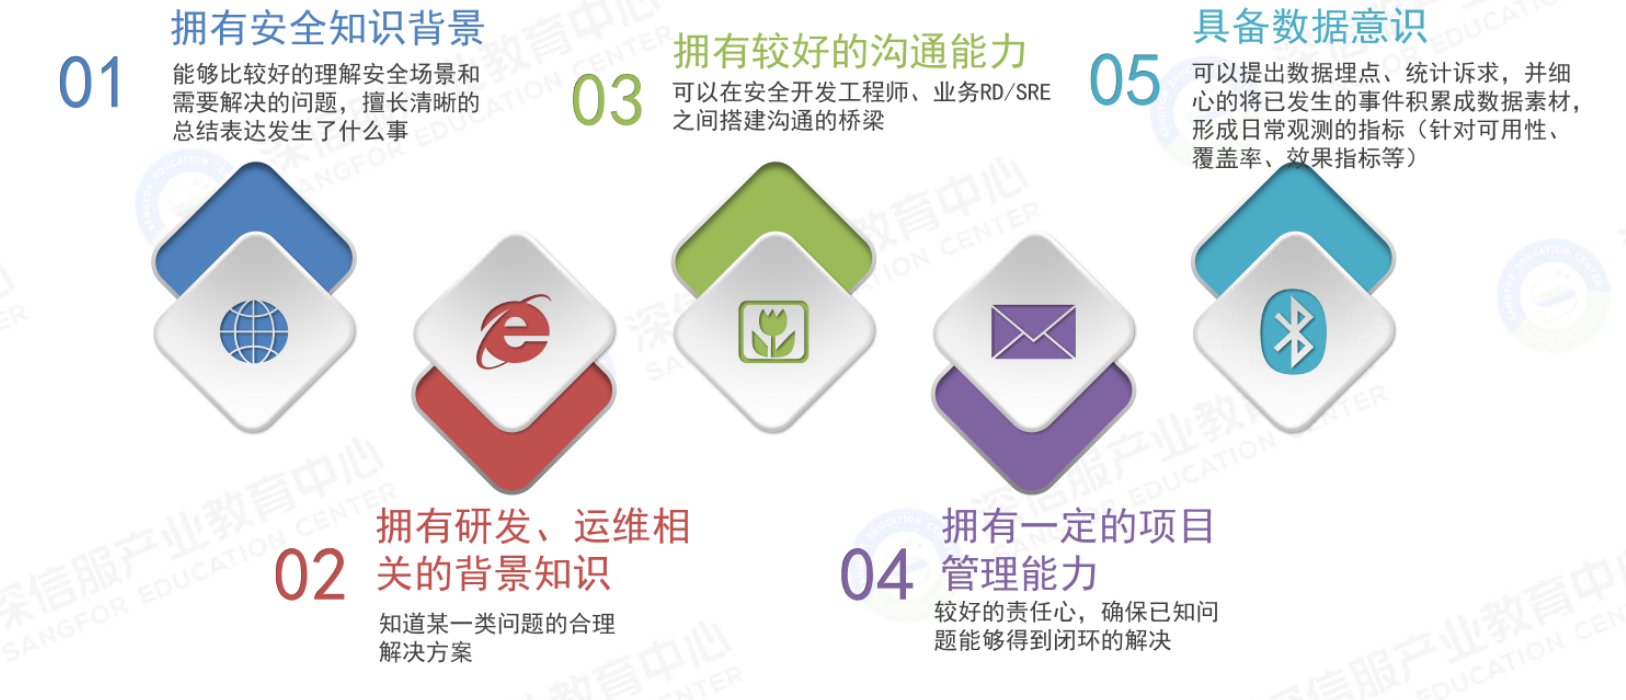 01
拥有安全知识背景
能够比较好的理解安全场景和
需要解决的问题，擅长清晰的
总结表达发生了什么事
02
拥有研发、运维相
关的背景知识
知道某一类问题的合理
解决方案
03
拥有较好的沟通能力
可以在安全开发工程师、业务RD/SRE
之间搭建沟通的桥梁
04
拥有一定的项目
管理能力
较好的责任心，确保已知问
题能够得到闭环的解决
05
具备数据意识
可以提出数据埋点、统计诉求，并细
心的将已发生的事件积累成数据素材，
形成日常观测的指标（针对可用性、
覆盖率、效果指标等）
深信服产业教育中心
SANGFOR EDUCATION CENTER